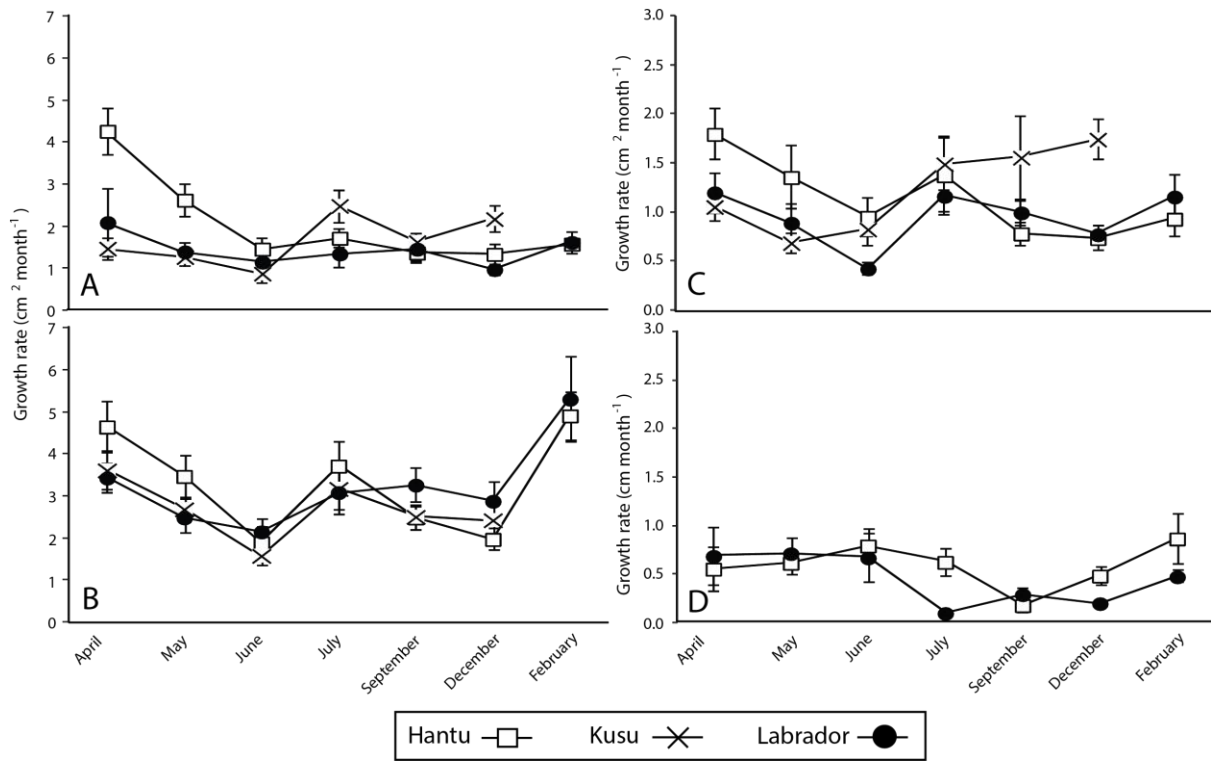 7
6
5
4
3
2
1
0
A
Growth rate (cm ² month⁻¹)
7
6
5
4
3
2
1
0
B
April
May
June
July
September
December
February
3.0
2.5
2.0
1.5
1.0
0.5
0.0
C
Growth rate (cm ² month⁻¹)
3.0
2.5
2.0
1.5
1.0
0.5
0.0
D
Growth rate (cm month⁻¹)
April
May
June
July
September
December
February
Hantu Kusu Labrador